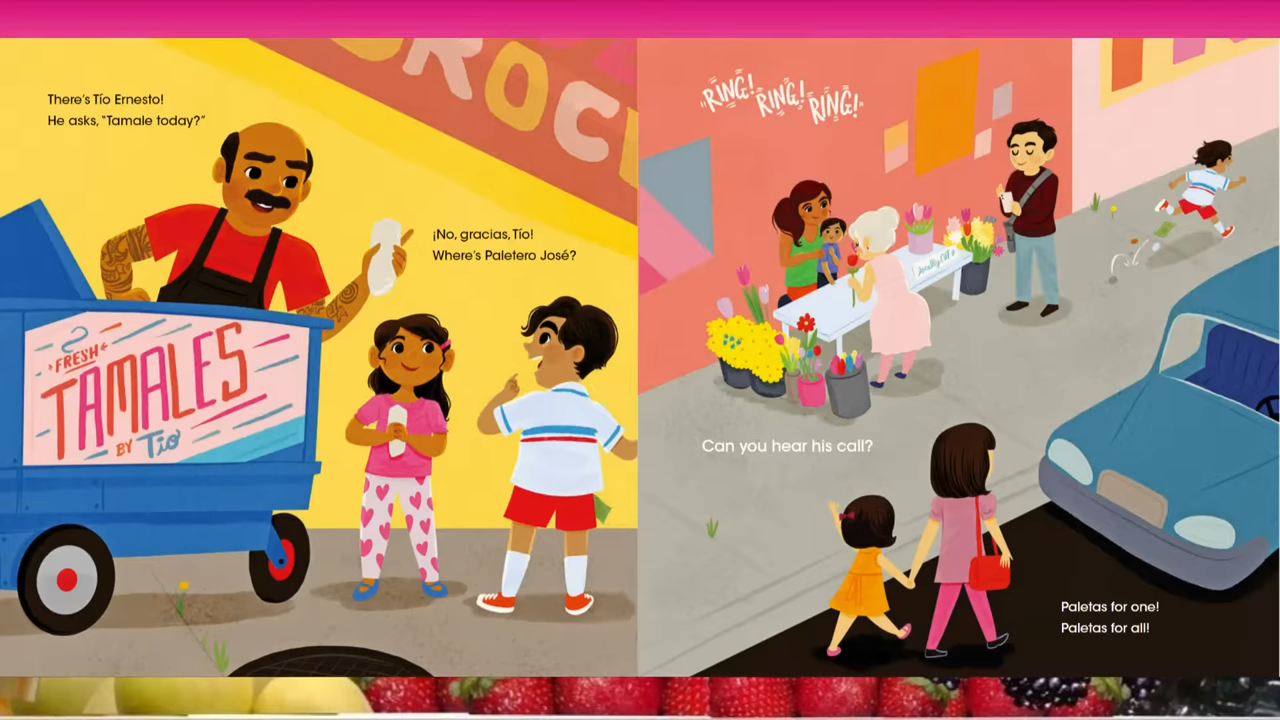 There's Tío Ernesto!
He asks, "Tamale today?"
GROC
¡No, gracias, Tío!
Where's Paletero José?
FRESH
TAMALES
BY Tío
RING! RING! RING!
Can you hear his call?
Paletas for one!
Paletas for all!